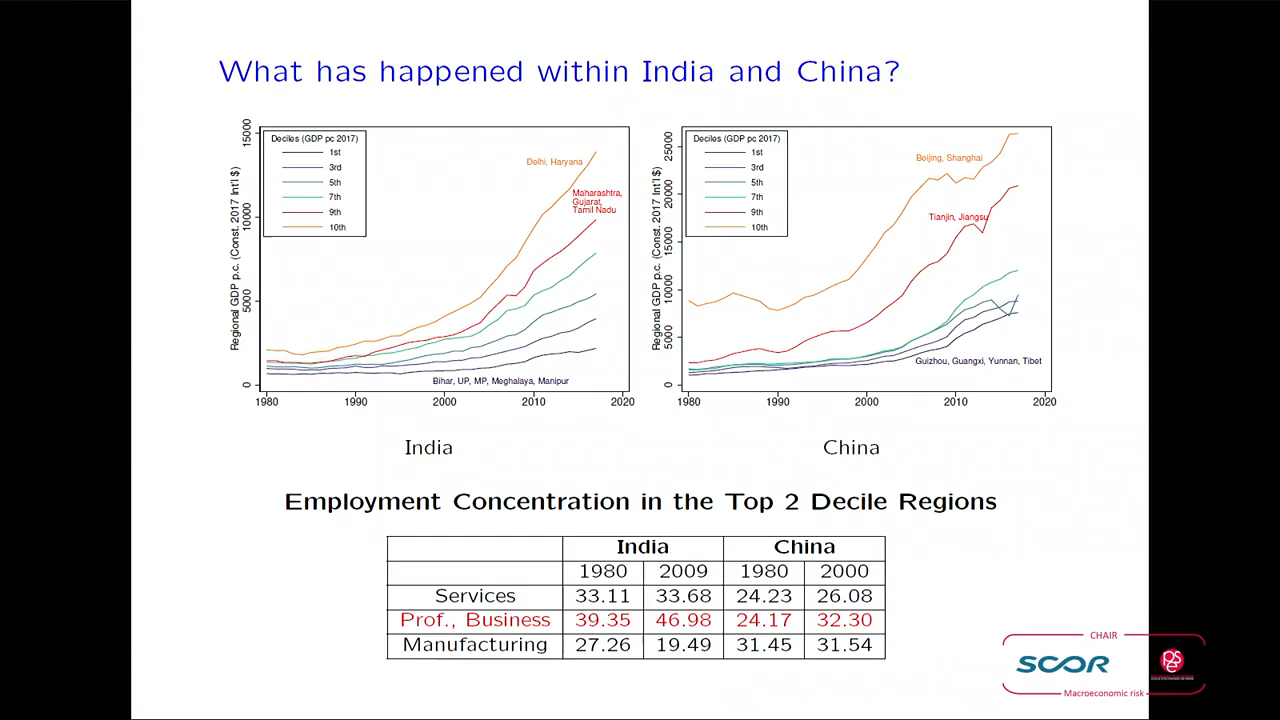 What has happened within India and China?
Regional GDP p.c. (Const. 2017 Int'l $)
15000
10000
5000
0
Deciles (GDP pc 2017)
1st
3rd
5th
7th
9th
10th
Delhi, Haryana
Maharashtra,
Gujarat,
Tamil Nadu
Bihar, UP, MP, Meghalaya, Manipur
1980 1990 2000 2010 2020
India
Regional GDP p.c. (Const. 2017 Int'l $)
25000
20000
15000
10000
5000
0
Deciles (GDP pc 2017)
1st
3rd
5th
7th
9th
10th
Beijing, Shanghai
Tianjin, Jiangsu
Guizhou, Guangxi, Yunnan, Tibet
1980 1990 2000 2010 2020
China
Employment Concentration in the Top 2 Decile Regions
India China
1980 2009 1980 2000
Services 33.11 33.68 24.23 26.08
Prof., Business 39.35 46.98 24.17 32.30
Manufacturing 27.26 19.49 31.45 31.54
CHAIR
SCOR
Macroeconomic risk